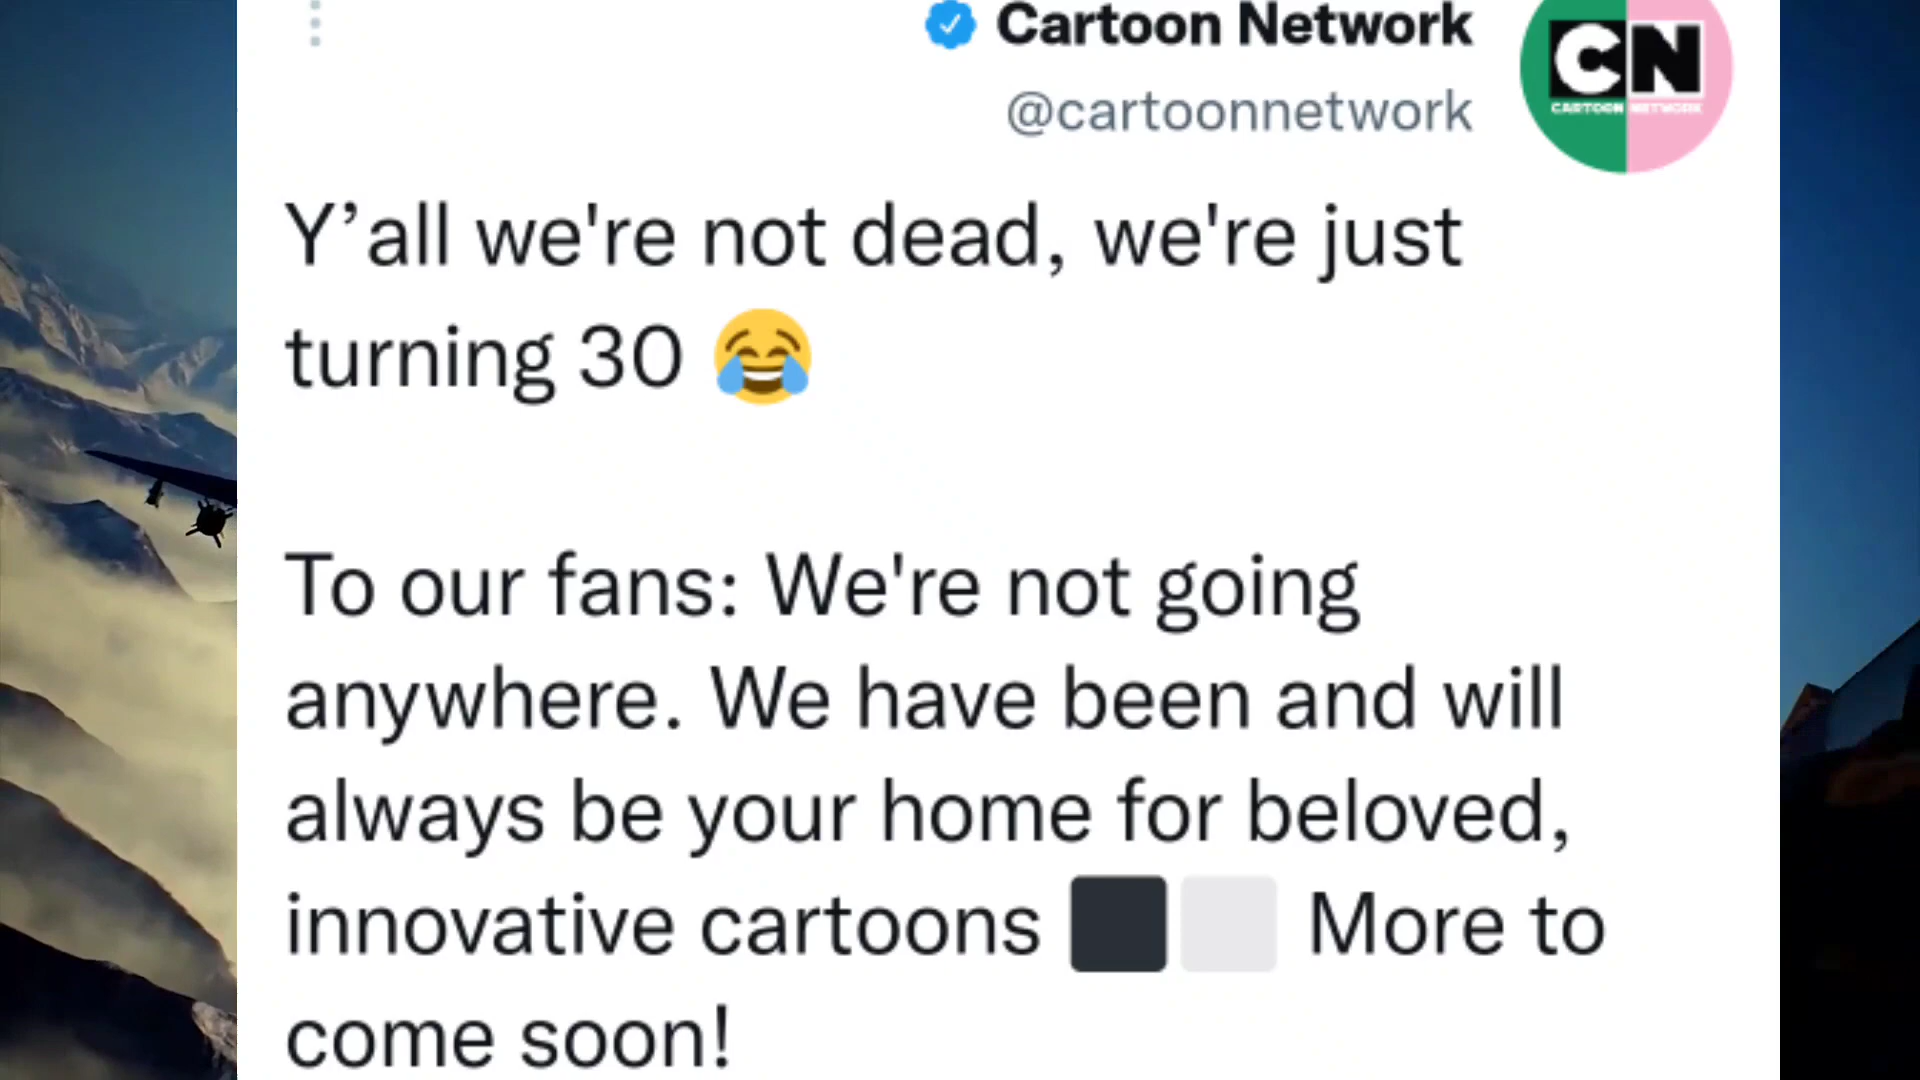 Cartoon Network
CN
CARTOON NETWORK
@cartoonnetwork
Y’all we're not dead, we're just
turning 30 😂
To our fans: We're not going
anywhere. We have been and will
always be your home for beloved,
innovative cartoons ⬛⬜ More to
come soon!